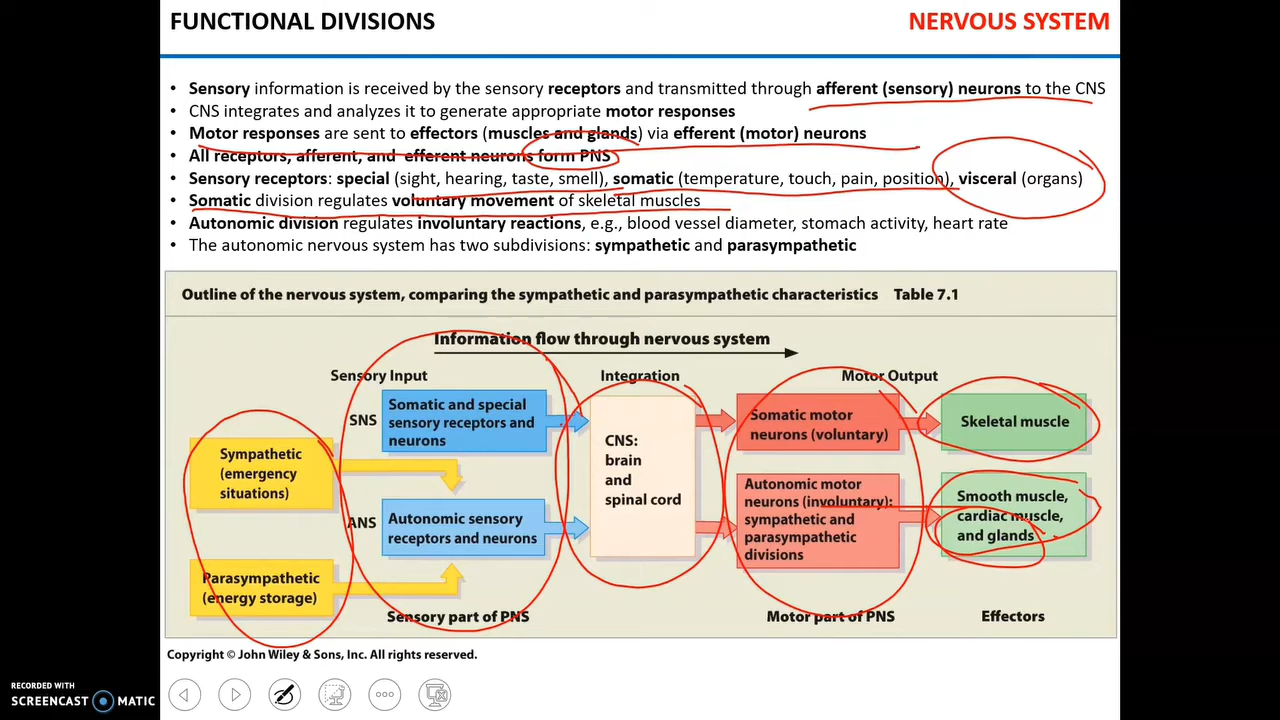 FUNCTIONAL DIVISIONS
NERVOUS SYSTEM
• Sensory information is received by the sensory receptors and transmitted through afferent (sensory) neurons to the CNS
• CNS integrates and analyzes it to generate appropriate motor responses
• Motor responses are sent to effectors (muscles and glands) via efferent (motor) neurons
• All receptors, afferent, and efferent neurons form PNS
• Sensory receptors: special (sight, hearing, taste, smell), somatic (temperature, touch, pain, position), visceral (organs)
• Somatic division regulates voluntary movement of skeletal muscles
• Autonomic division regulates involuntary reactions, e.g., blood vessel diameter, stomach activity, heart rate
• The autonomic nervous system has two subdivisions: sympathetic and parasympathetic
Outline of the nervous system, comparing the sympathetic and parasympathetic characteristics Table 7.1
Information flow through nervous system
Sensory Input
Integration
Motor Output
Sympathetic
(emergency
situations)
Parasympathetic
(energy storage)
SNS
Somatic and special
sensory receptors and
neurons
ANS
Autonomic sensory
receptors and neurons
CNS:
brain
and
spinal cord
Somatic motor
neurons (voluntary)
Autonomic motor
neurons (involuntary):
sympathetic and
parasympathetic
divisions
Skeletal muscle
Smooth muscle,
cardiac muscle,
and glands
Sensory part of PNS
Motor part of PNS
Effectors
Copyright © John Wiley & Sons, Inc. All rights reserved.
RECORDED WITH
SCREENCAST MATIC